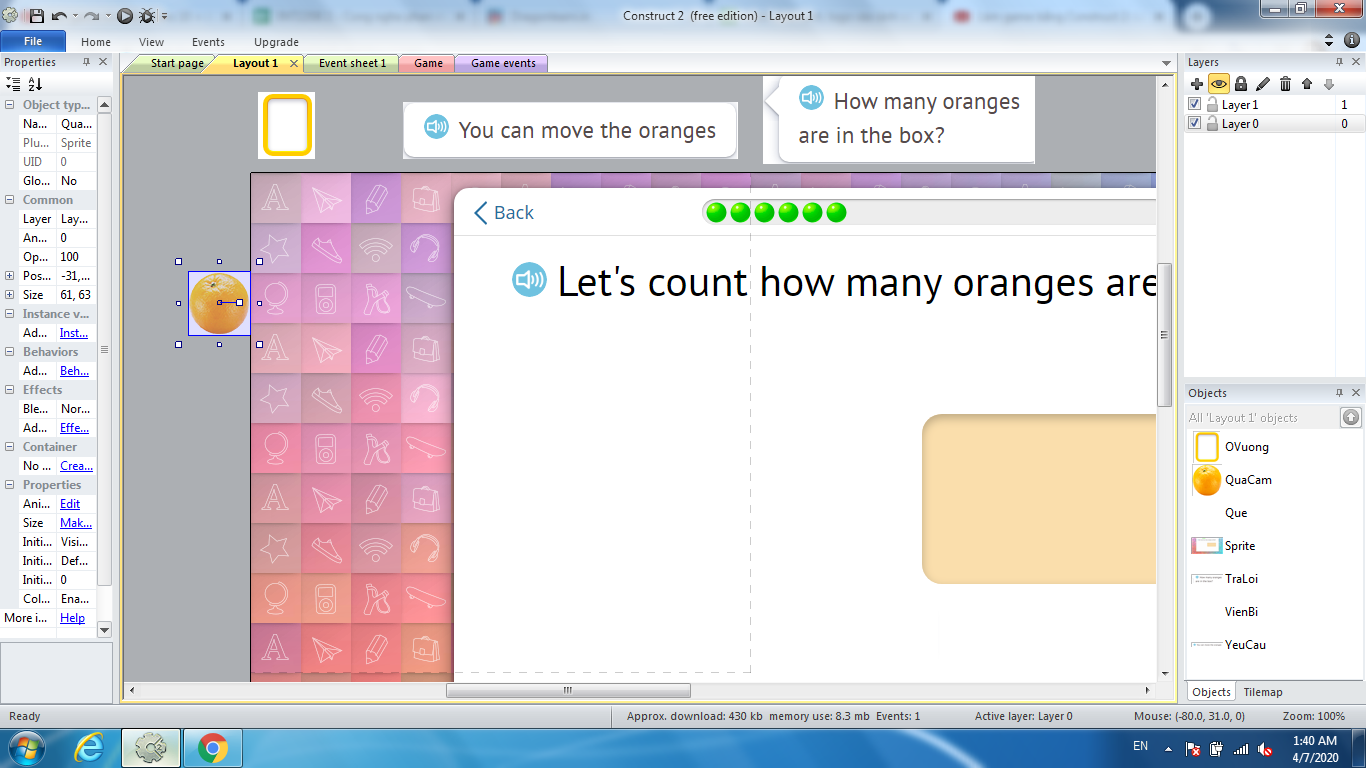 Construct 2 (free edition) - Layout 1
File Home View Events Upgrade
Properties
Start page Layout 1 Event sheet 1 Game Game events
Layers
Object typ...
Na... Qua...
Plu... Sprite
UID 0
Glo... No
Common
Layer Lay...
An... 0
Op... 100
Pos... -31,...
Size 61, 63
Instance v...
Ad... Inst...
Behaviors
Ad... Beh...
Effects
Ble... Nor...
Ad... Effe...
Container
No ... Crea...
Properties
Ani... Edit
Size Mak...
Initi... Visi...
Initi... Def...
Initi... 0
Col... Ena...
More i... Help
You can move the oranges
How many oranges
are in the box?
Back
Let's count how many oranges are
Layer 1 1
Layer 0 0
Objects
All 'Layout 1' objects
OVuong
QuaCam
Que
Sprite
TraLoi
VienBi
YeuCau
Objects Tilemap
Ready
Approx. download: 430 kb memory use: 8.3 mb Events: 1
Active layer: Layer 0
Mouse: (-80.0, 31.0, 0)
Zoom: 100%
EN
1:40 AM
4/7/2020